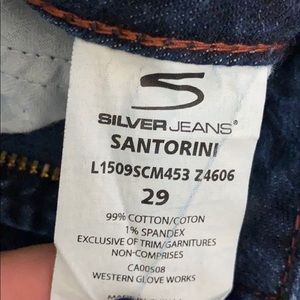 SILVER JEANS®
SANTORINI
L1509SCM453 Z4606
29
99% COTTON/COTON
1% SPANDEX
EXCLUSIVE OF TRIM/GARNITURES
NON-COMPRISES
CA00508
WESTERN GLOVE WORKS